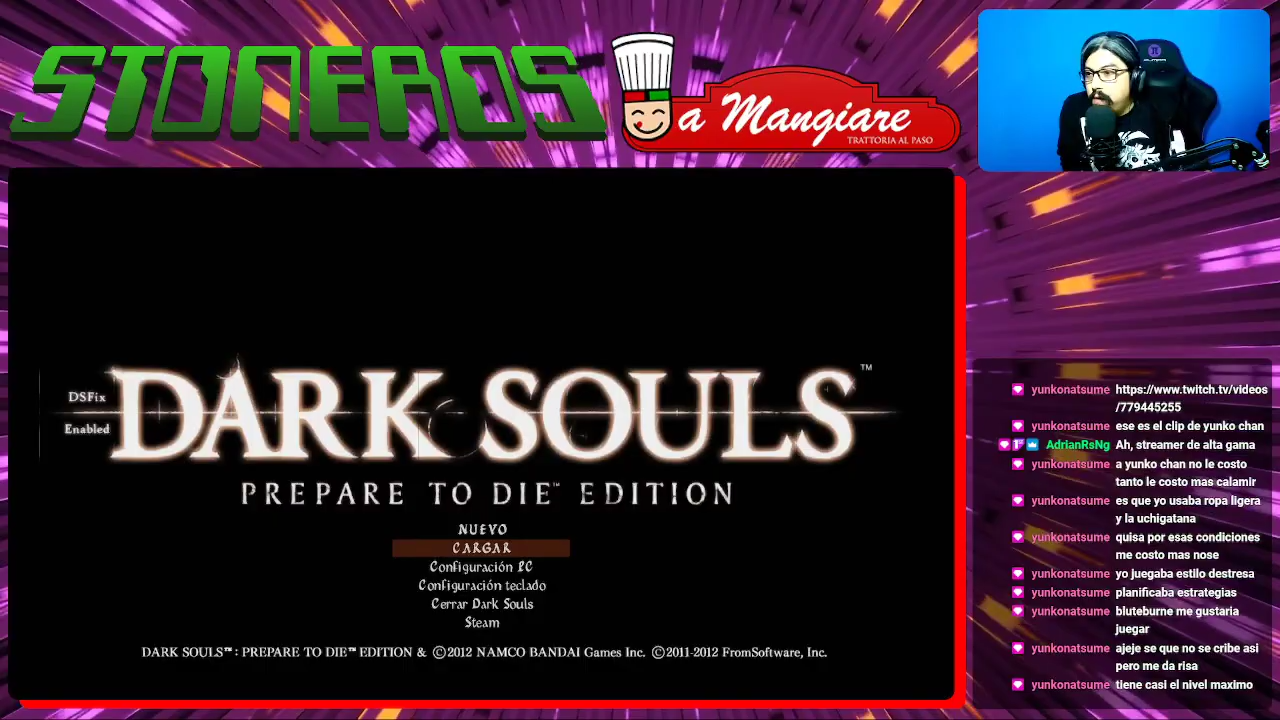 STONEROS
a Mangiare
TRATTORIA AL PASO
DSFix
Enabled
DARK SOULS™
PREPARE TO DIE™ EDITION
NUEVO
CARGAR
Configuración PC
Configuración teclado
Cerrar Dark Souls
Steam
DARK SOULS™ : PREPARE TO DIE™ EDITION & ©2012 NAMCO BANDAI Games Inc. ©2011-2012 FromSoftware, Inc.
yunkonatsume https://www.twitch.tv/videos
/779445255
yunkonatsume ese es el clip de yunko chan
AdrianRsNg Ah, streamer de alta gama
yunkonatsume a yunko chan no le costo
tanto le costo mas calamir
yunkonatsume es que yo usaba ropa ligera
y la uchigatana
yunkonatsume quisa por esas condiciones
me costo mas nose
yunkonatsume yo juegaba estilo destresa
yunkonatsume planificaba estrategias
yunkonatsume bluteburne me gustaria
juegar
yunkonatsume ajeje se que no se cribe asi
pero me da risa
yunkonatsume tiene casi el nivel maximo